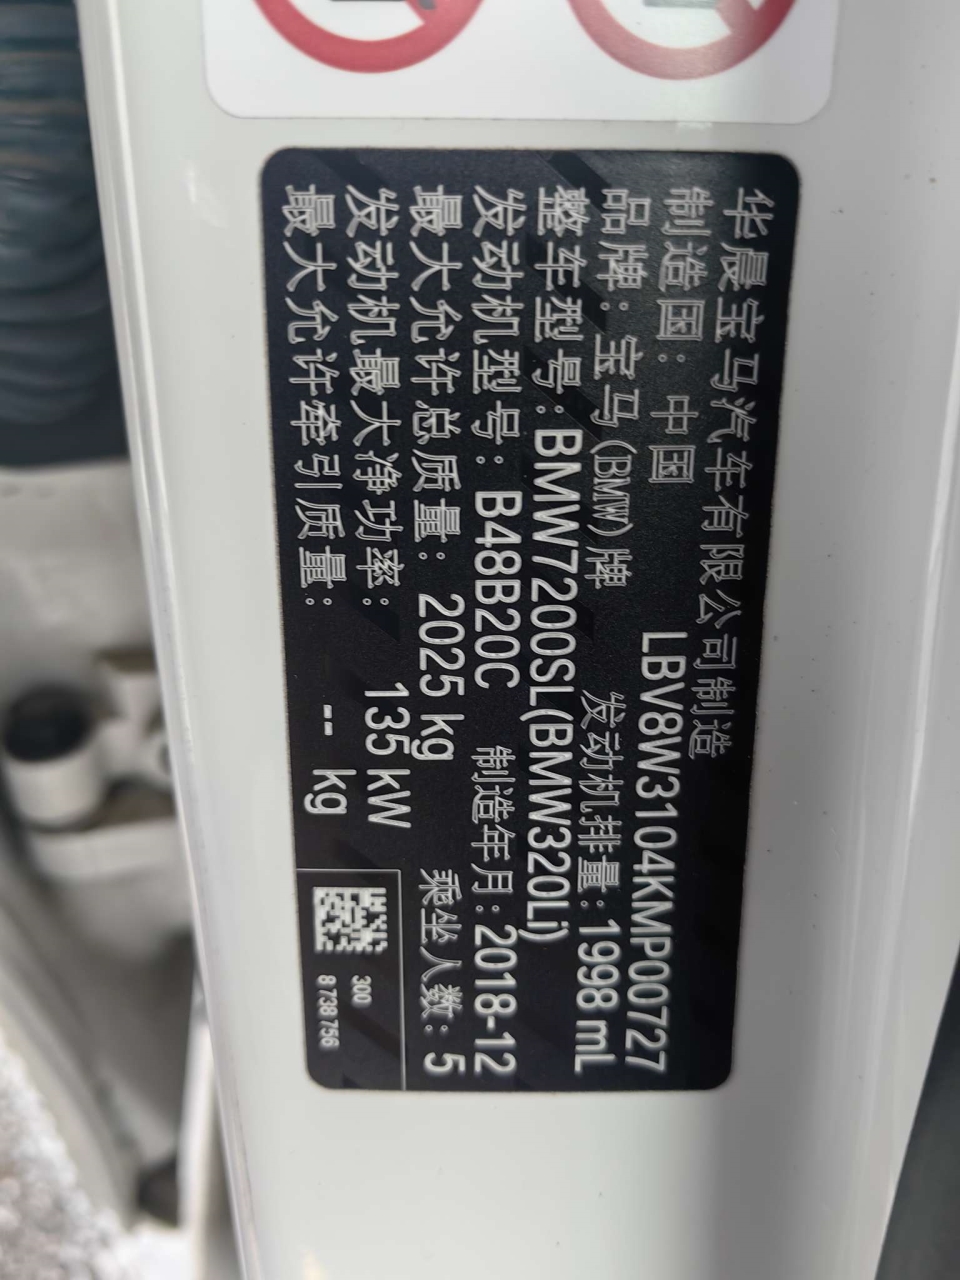 华晨宝马汽车有限公司制造
制造国：中国 LBV8W3104KMP00727
品牌：宝马(BMW)牌 发动机排量：1998 mL
整车型号：BMW7200SL(BMW320Li)
发动机型号：B48B20C 制造年月：2018-12
最大允许总质量：2025 kg 乘坐人数：5
发动机最大净功率：135 kW
最大允许牵引质量：-- kg
300
8 738 756